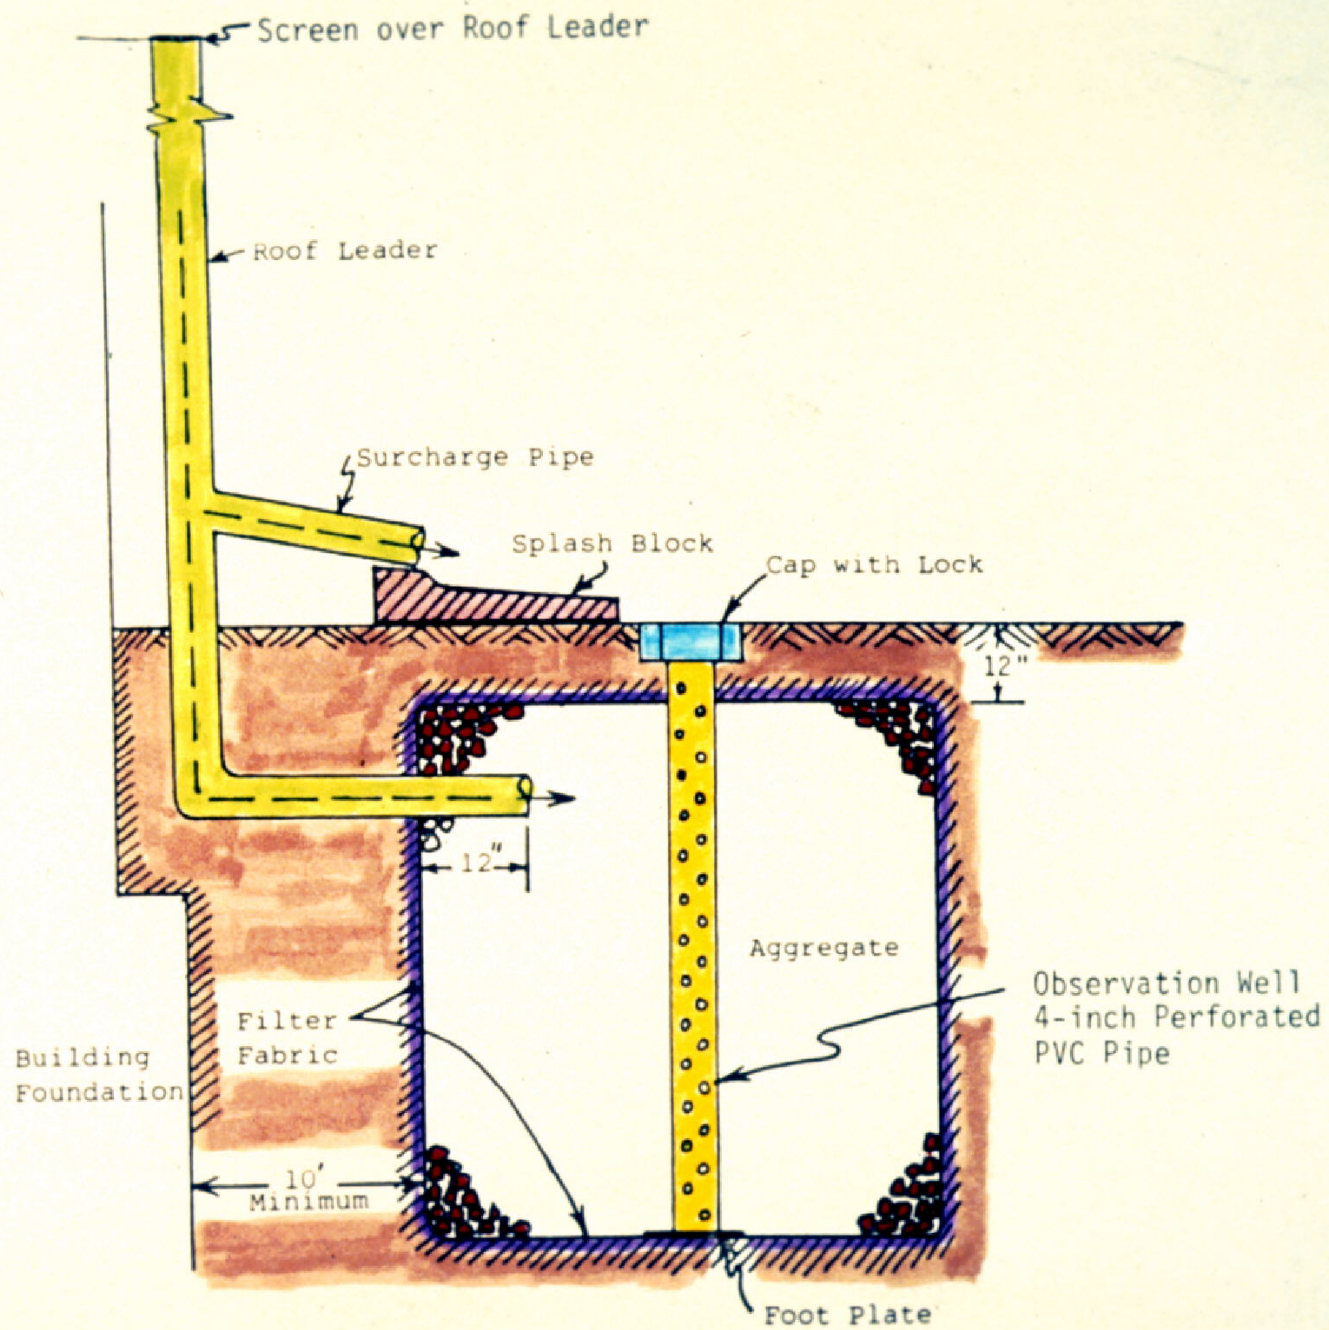 Screen over Roof Leader
Roof Leader
Surcharge Pipe
Splash Block
Cap with Lock
12"
12"
Aggregate
Observation Well
4-inch Perforated
PVC Pipe
Filter
Fabric
Building
Foundation
10'
Minimum
Foot Plate